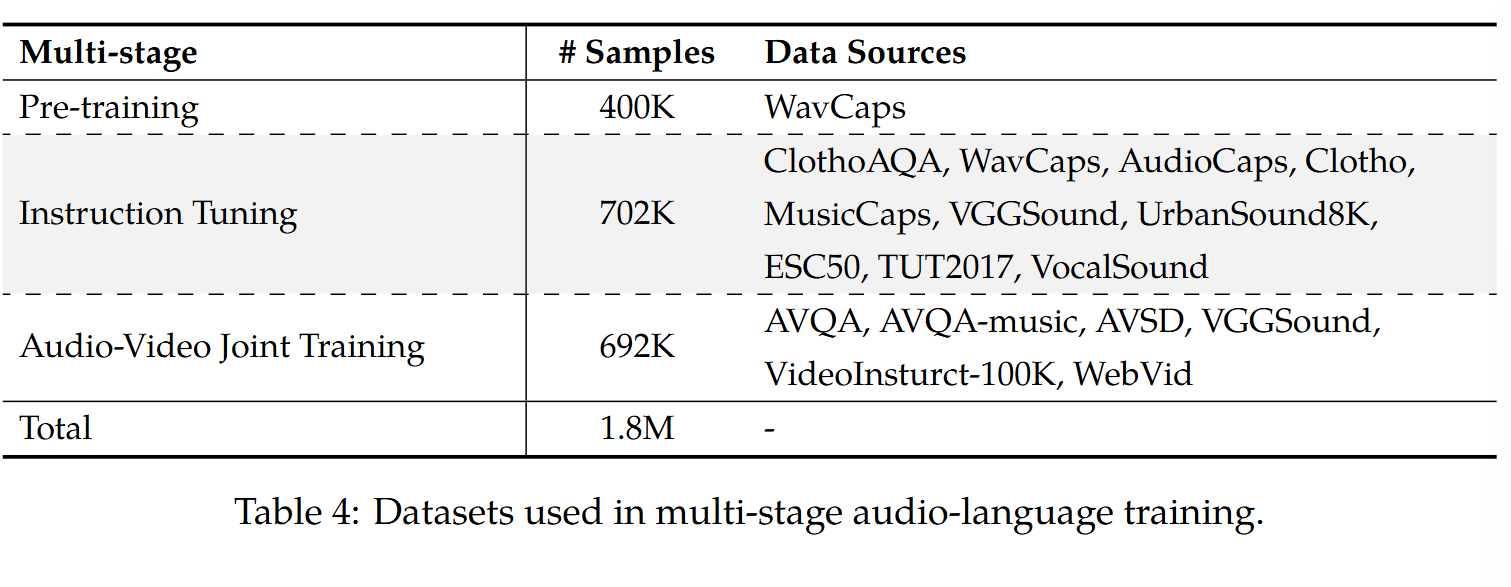 Multi-stage # Samples Data Sources
Pre-training 400K WavCaps
ClothoAQA, WavCaps, AudioCaps, Clotho,
Instruction Tuning 702K MusicCaps, VGGSound, UrbanSound8K,
ESC50, TUT2017, VocalSound
Audio-Video Joint Training 692K AVQA, AVQA-music, AVSD, VGGSound,
VideoInsturct-100K, WebVid
Total 1.8M -
Table 4: Datasets used in multi-stage audio-language training.